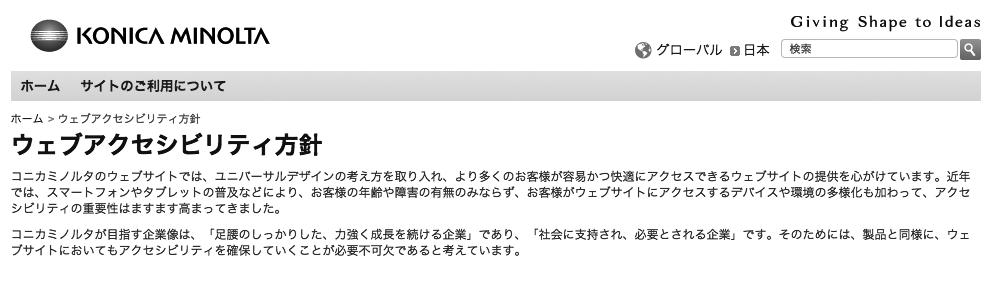 KONICA MINOLTA
Giving Shape to Ideas
グローバル 日本 検索
ホーム サイトのご利用について
ホーム > ウェブアクセシビリティ方針
ウェブアクセシビリティ方針
コニカミノルタのウェブサイトでは、ユニバーサルデザインの考え方を取り入れ、より多くのお客様が容易かつ快適にアクセスできるウェブサイトの提供を心がけています。近年
では、スマートフォンやタブレットの普及などにより、お客様の年齢や障害の有無のみならず、お客様がウェブサイトにアクセスするデバイスや環境の多様化も加わって、アクセ
シビリティの重要性はますます高まってきました。
コニカミノルタが目指す企業像は、「足腰のしっかりした、力強く成長を続ける企業」であり、「社会に支持され、必要とされる企業」です。そのためには、製品と同様に、ウェ
ブサイトにおいてもアクセシビリティを確保していくことが必要不可欠であると考えています。